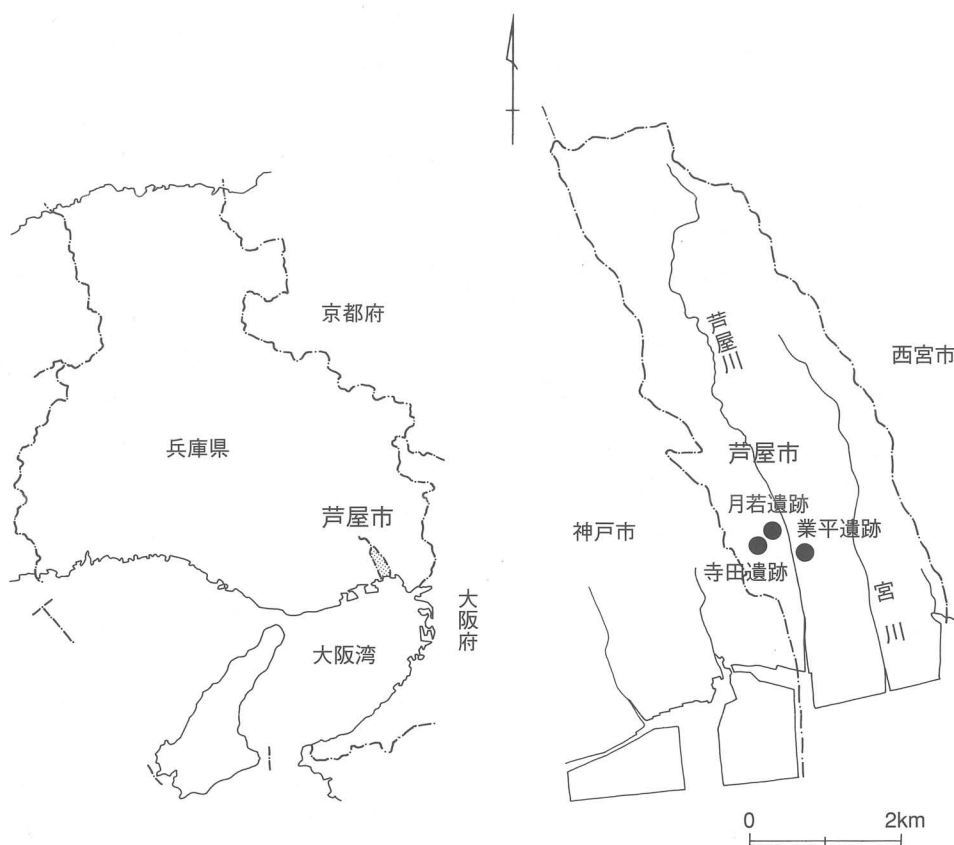 京都府
兵庫県
芦屋市
大阪府
大阪湾
芦屋川
西宮市
芦屋市
月若遺跡
業平遺跡
神戸市
寺田遺跡
宮川
0
2km